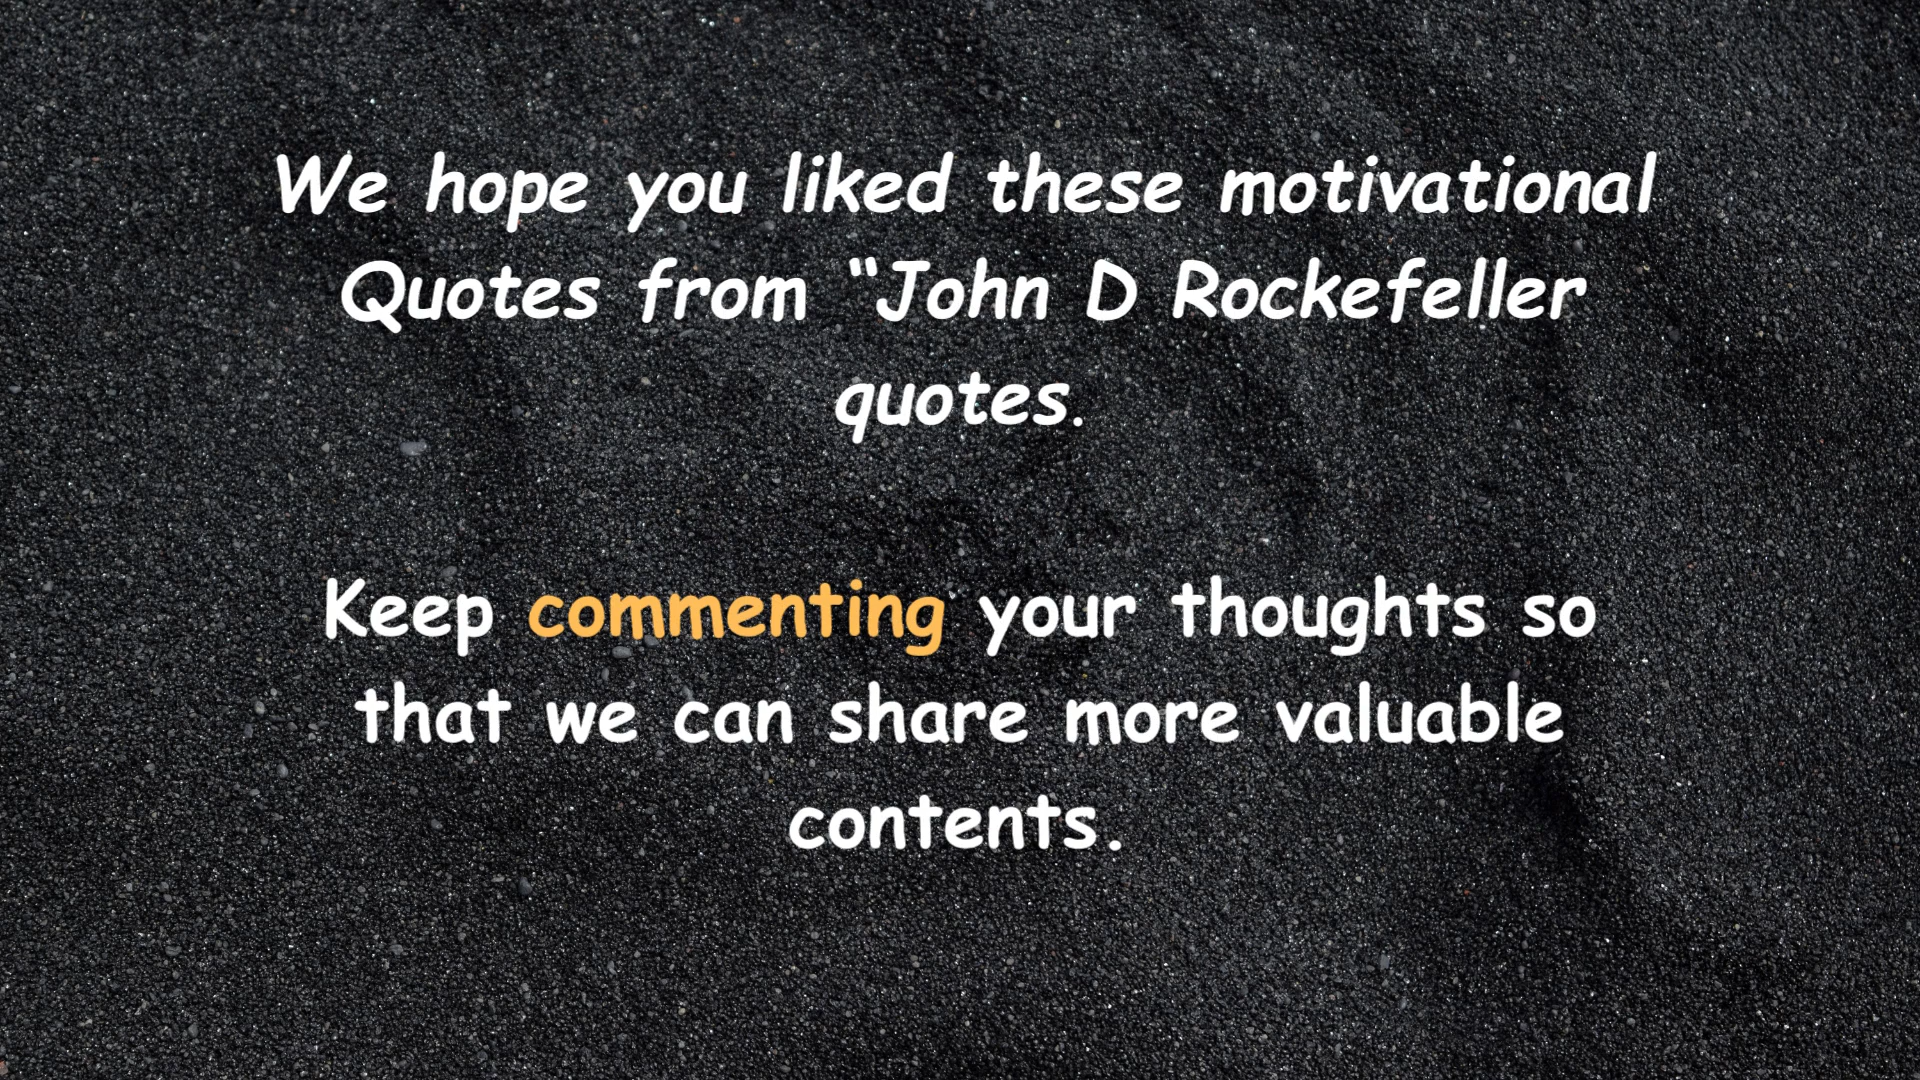 We hope you liked these motivational
Quotes from “John D Rockefeller
quotes.
Keep commenting your thoughts so
that we can share more valuable
contents.